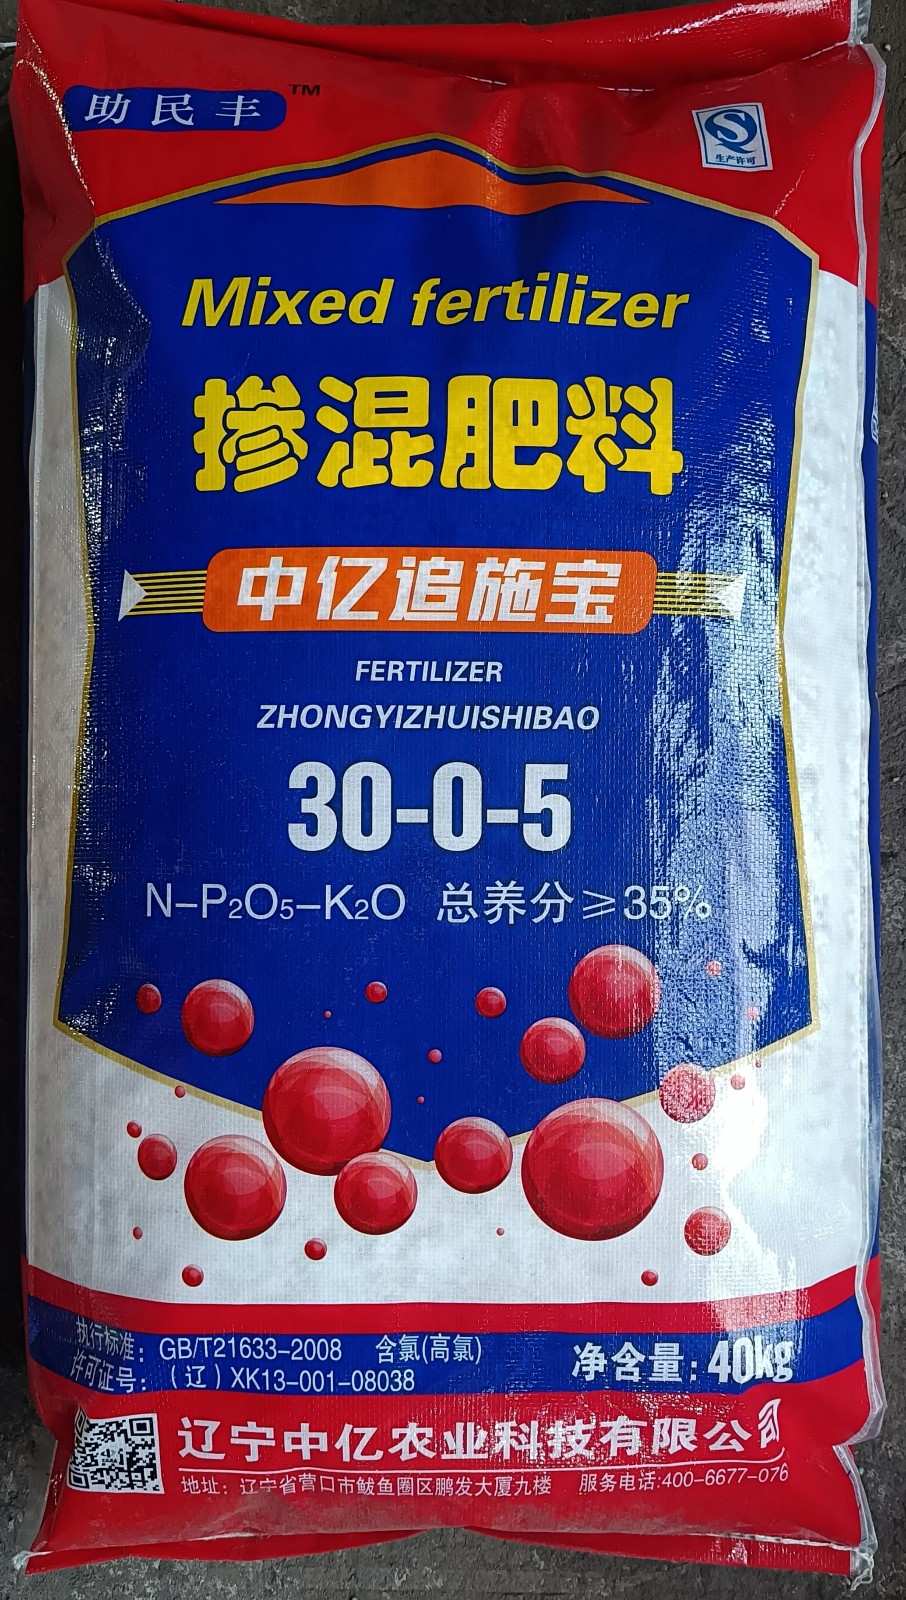 助民丰 TM
生产许可
Mixed fertilizer
掺混肥料
中亿追施宝
FERTILIZER
ZHONGYIZHUISHIBAO
30-0-5
N-P₂O₅-K₂O 总养分≥35%
执行标准：GB/T21633-2008 含氯(高氯)
许可证号：（辽）XK13-001-08038
净含量：40kg
辽宁中亿农业科技有限公司
地址：辽宁省营口市鲅鱼圈区鹏发大厦九楼 服务电话:400-6677-076